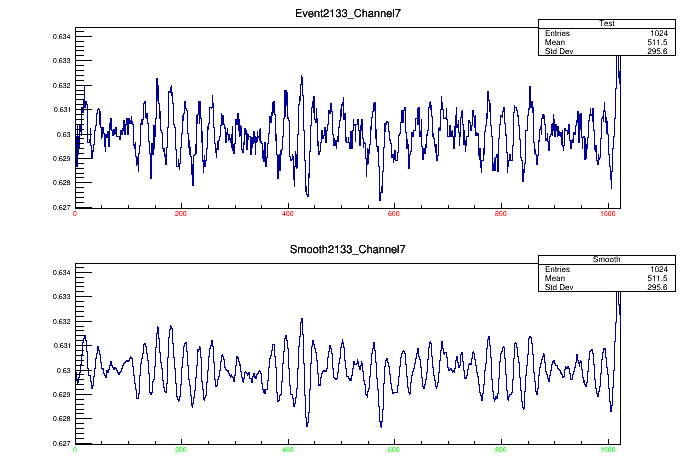 Event2133_Channel7
Test
Entries 1024
Mean 511.5
Std Dev 295.6
0.634
0.633
0.632
0.631
0.63
0.629
0.628
0.627
0 200 400 600 800 1000
Smooth2133_Channel7
Smooth
Entries 1024
Mean 511.5
Std Dev 295.6
0.634
0.633
0.632
0.631
0.63
0.629
0.628
0.627
0 200 400 600 800 1000